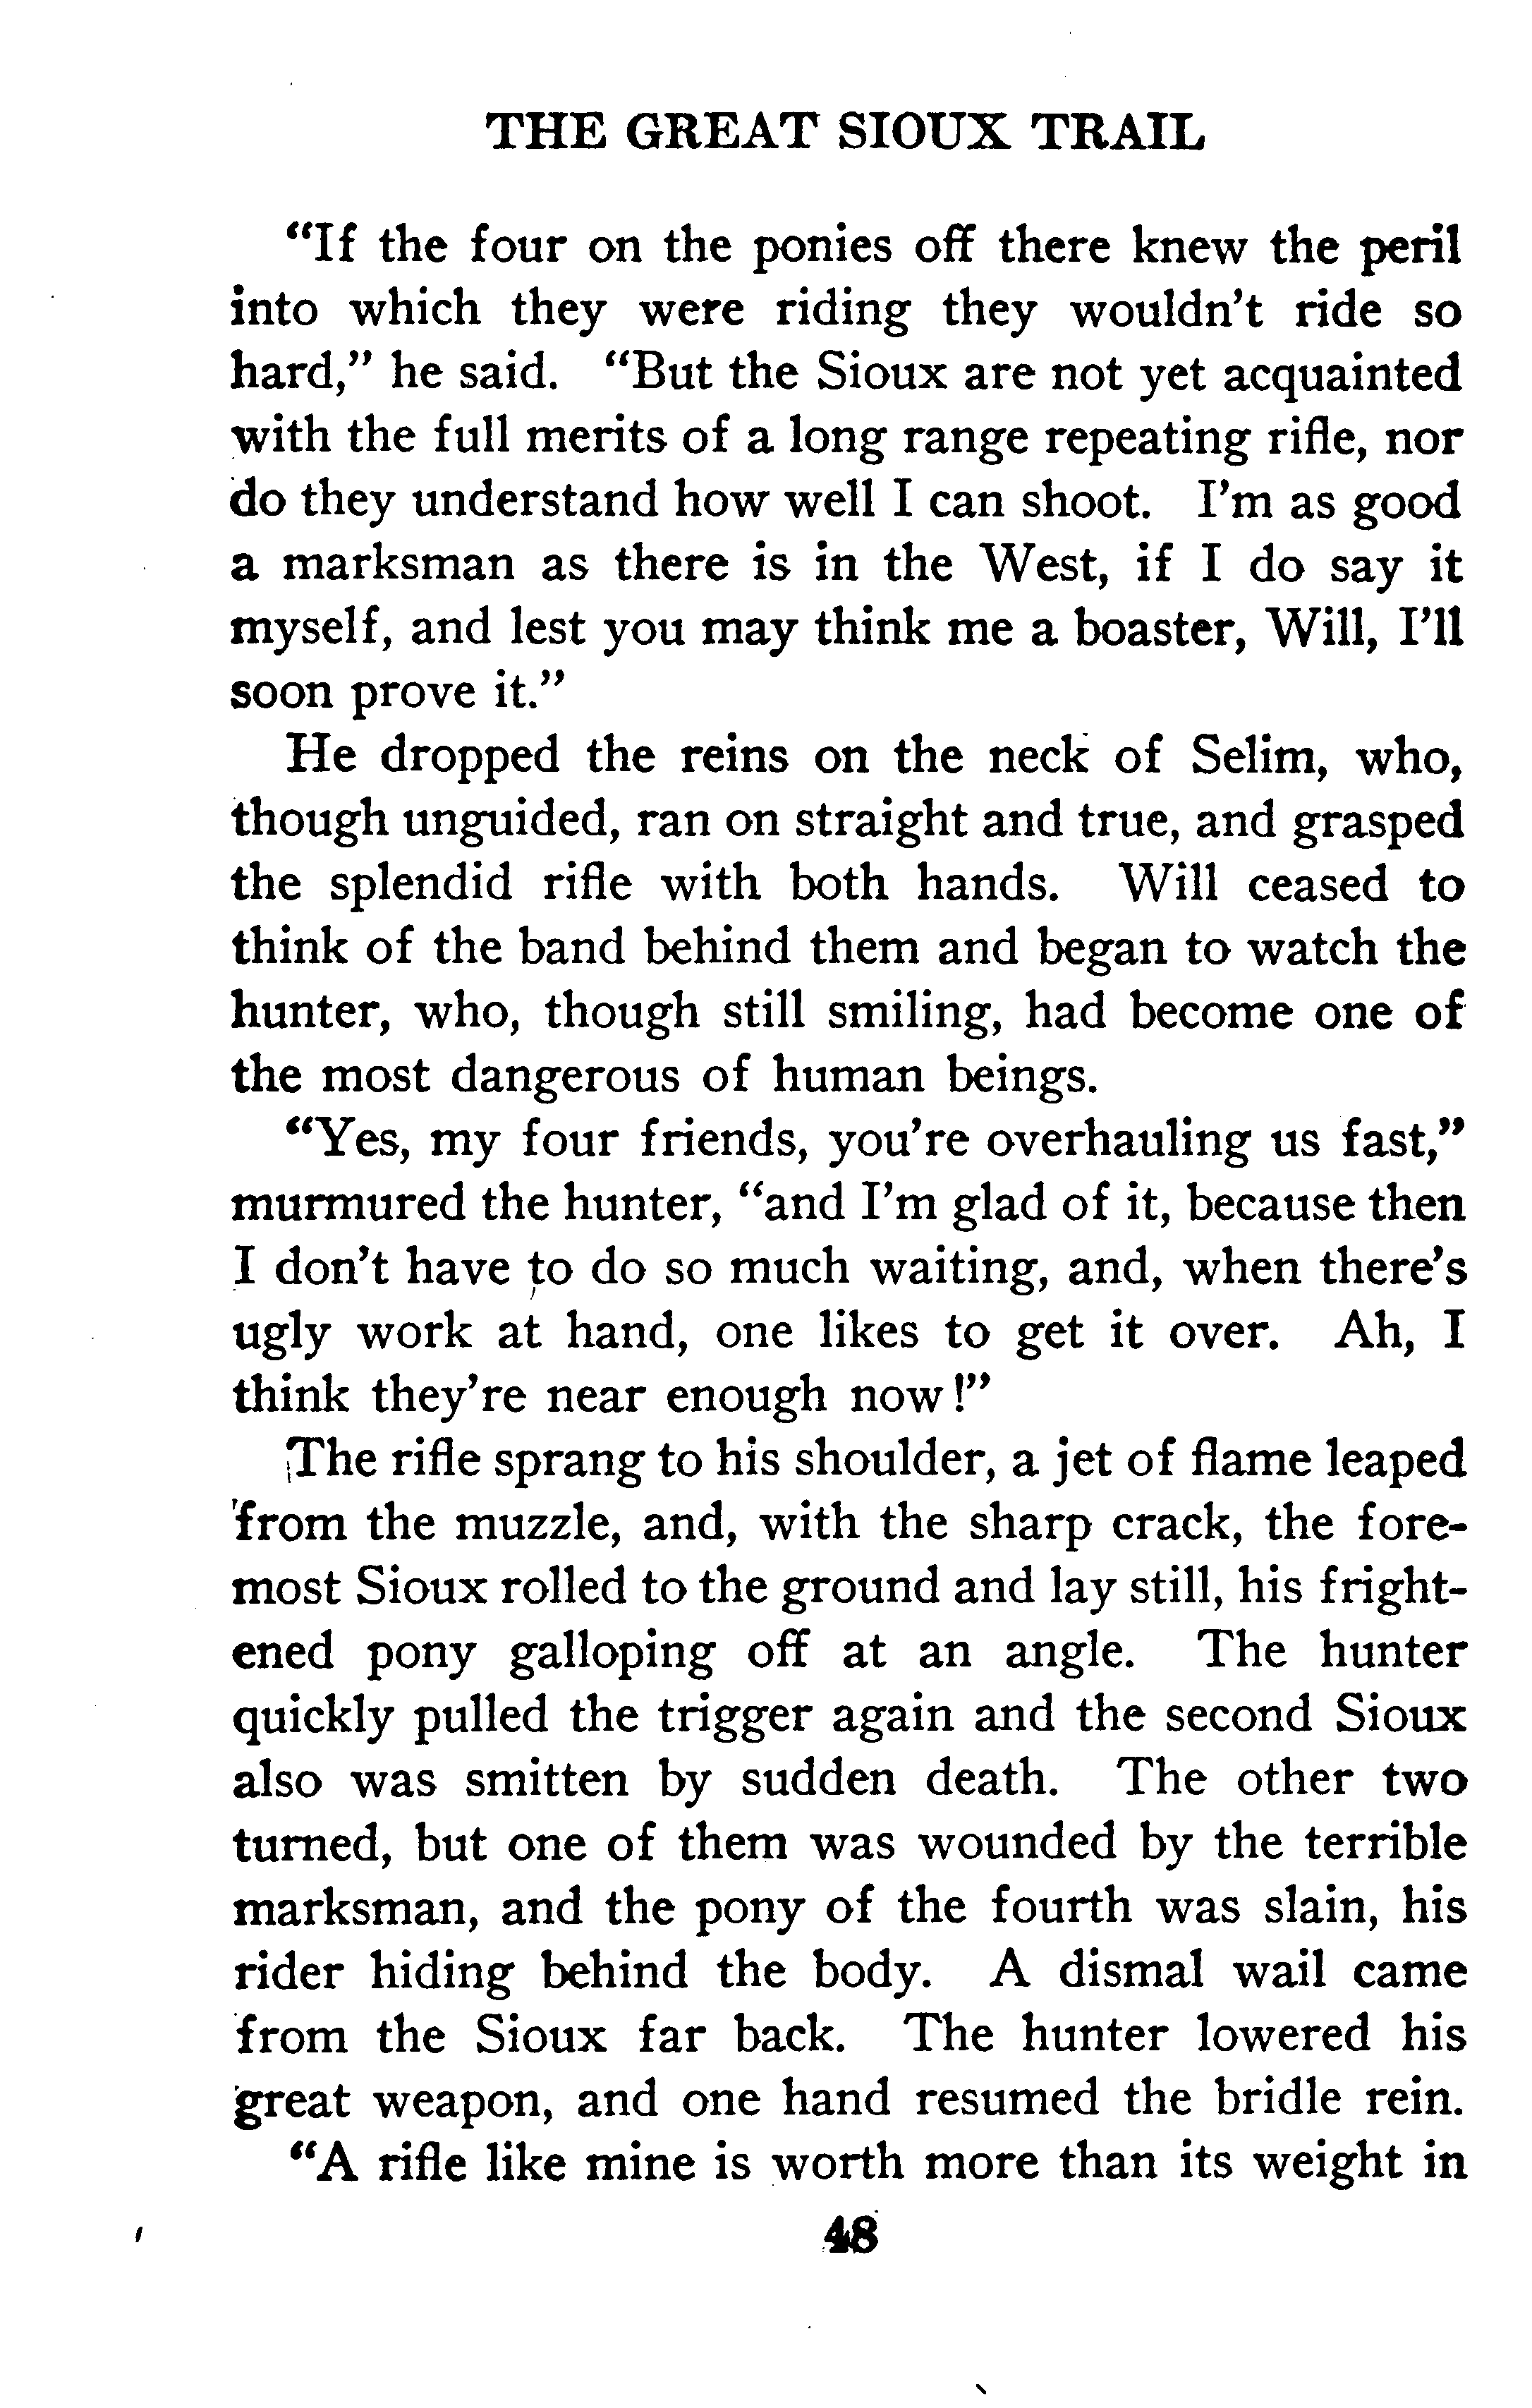 THE GREAT SIOUX TRAIL
"If the four on the ponies off there knew the peril
into which they were riding they wouldn't ride so
hard," he said. "But the Sioux are not yet acquainted
with the full merits of a long range repeating rifle, nor
do they understand how well I can shoot. I'm as good
a marksman as there is in the West, if I do say it
myself, and lest you may think me a boaster, Will, I'll
soon prove it."
He dropped the reins on the neck of Selim, who,
though unguided, ran on straight and true, and grasped
the splendid rifle with both hands. Will ceased to
think of the band behind them and began to watch the
hunter, who, though still smiling, had become one of
the most dangerous of human beings.
"Yes, my four friends, you're overhauling us fast,"
murmured the hunter, "and I'm glad of it, because then
I don't have to do so much waiting, and, when there's
ugly work at hand, one likes to get it over. Ah, I
think they're near enough now!"
The rifle sprang to his shoulder, a jet of flame leaped
from the muzzle, and, with the sharp crack, the fore-
most Sioux rolled to the ground and lay still, his fright-
ened pony galloping off at an angle. The hunter
quickly pulled the trigger again and the second Sioux
also was smitten by sudden death. The other two
turned, but one of them was wounded by the terrible
marksman, and the pony of the fourth was slain, his
rider hiding behind the body. A dismal wail came
from the Sioux far back. The hunter lowered his
great weapon, and one hand resumed the bridle rein.
"A rifle like mine is worth more than its weight in
48